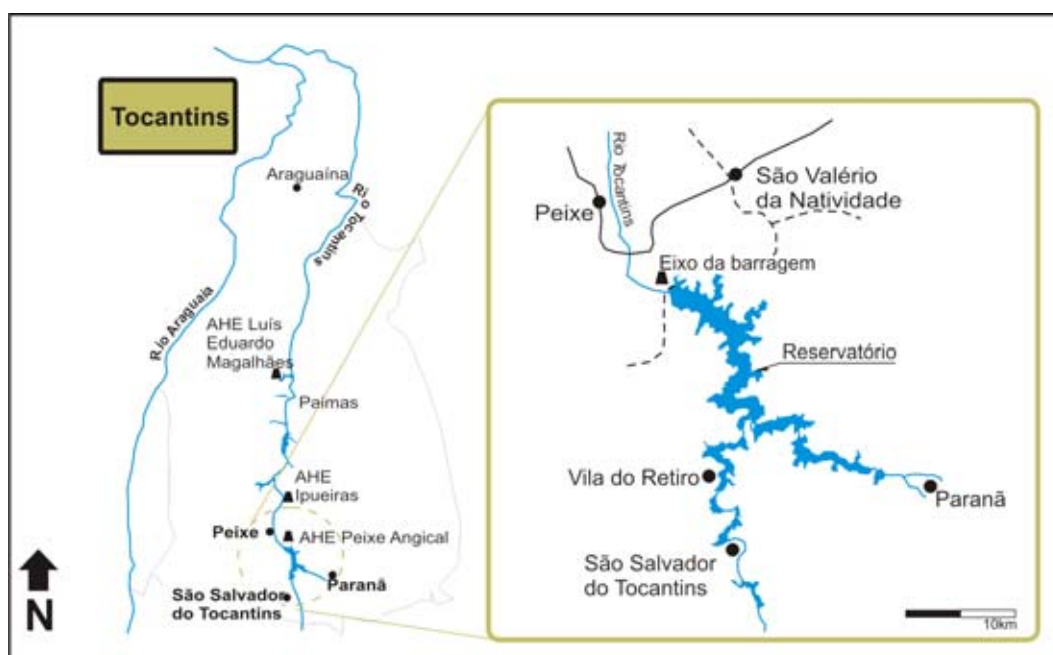 Tocantins
Araguaína
Rio Tocantins
Rio Araguaia
AHE Luís
Eduardo
Magalhães
Palmas
AHE
Ipueiras
Peixe
AHE Peixe Angical
Paranã
São Salvador
do Tocantins
N
Rio Tocantins
São Valério
da Natividade
Peixe
Eixo da barragem
Reservatório
Vila do Retiro
Paranã
São Salvador
do Tocantins
10km